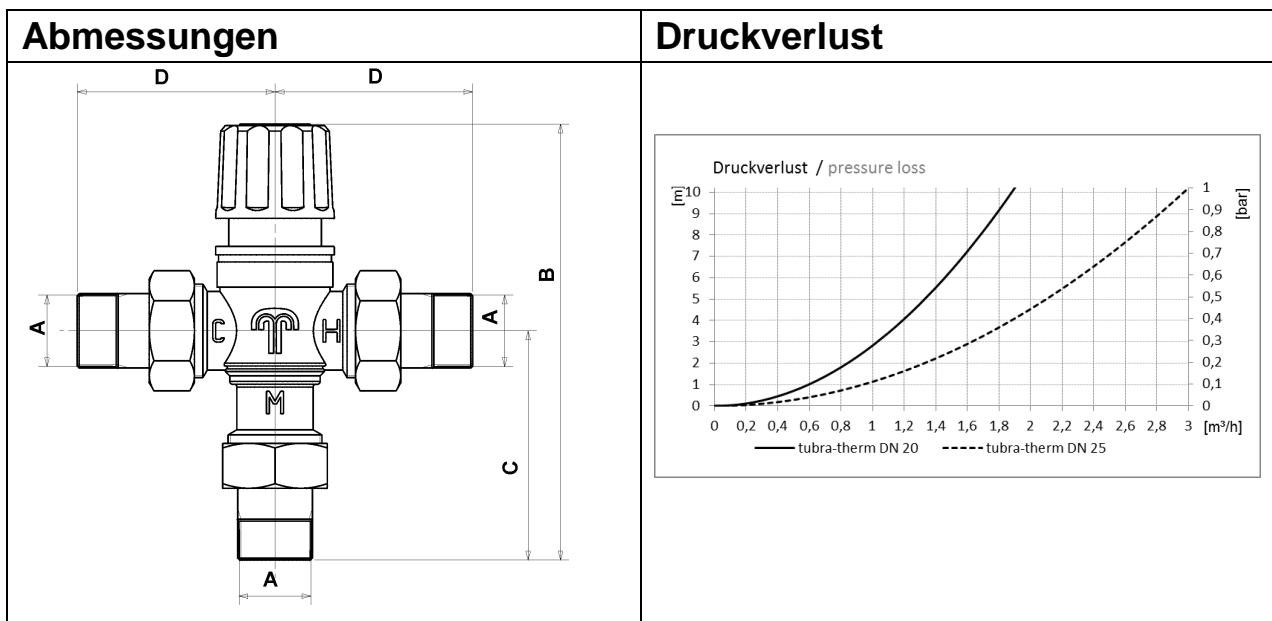 Abmessungen
Druckverlust
D D
B
A A
C H
M
C
A
Druckverlust / pressure loss
[m] [bar]
10 1
9 0,9
8 0,8
7 0,7
6 0,6
5 0,5
4 0,4
3 0,3
2 0,2
1 0,1
0 0
0 0,2 0,4 0,6 0,8 1 1,2 1,4 1,6 1,8 2 2,2 2,4 2,6 2,8 3 [m³/h]
tubra-therm DN 20 tubra-therm DN 25